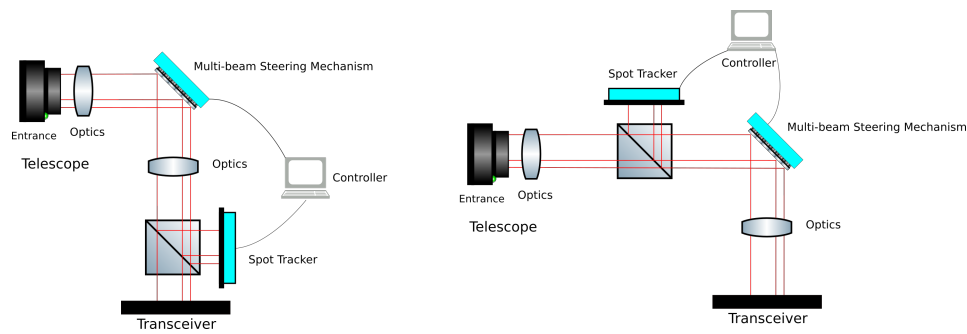 Multi-beam Steering Mechanism
Entrance
Optics
Telescope
Optics
Controller
Spot Tracker
Transceiver
Controller
Spot Tracker
Multi-beam Steering Mechanism
Entrance
Optics
Telescope
Optics
Transceiver